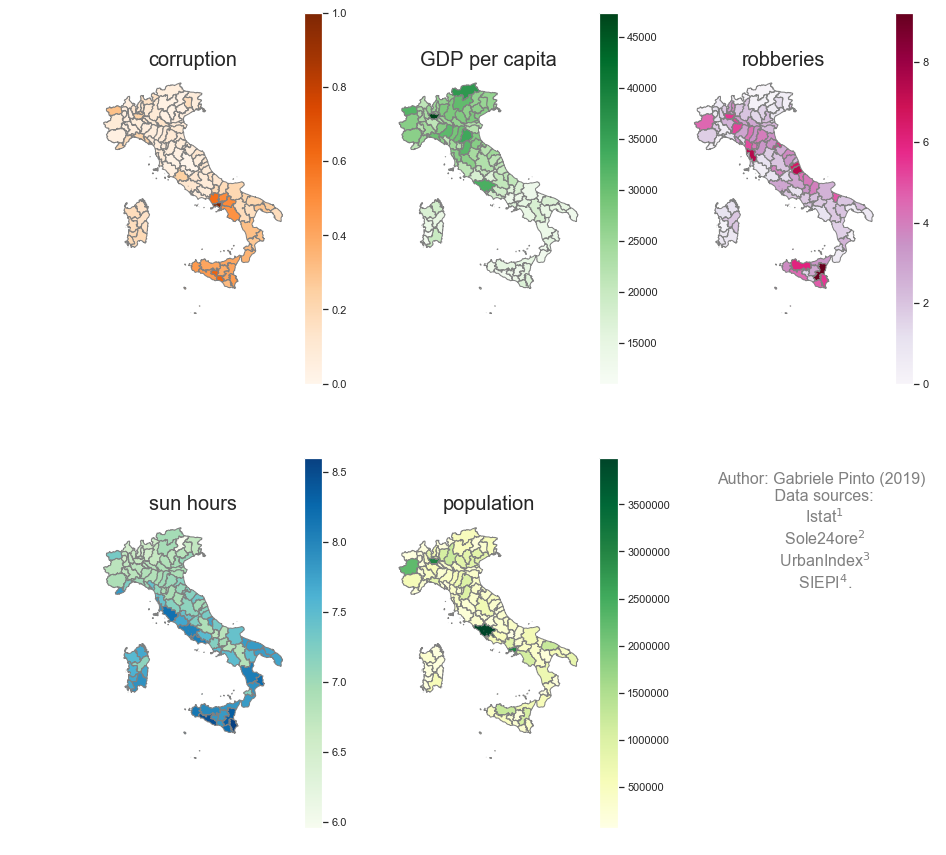 corruption
1.0
0.8
0.6
0.4
0.2
0.0
GDP per capita
45000
40000
35000
30000
25000
20000
15000
robberies
8
6
4
2
0
sun hours
8.5
8.0
7.5
7.0
6.5
6.0
population
3500000
3000000
2500000
2000000
1500000
1000000
500000
Author: Gabriele Pinto (2019)
Data sources:
Istat¹
Sole24ore²
UrbanIndex³
SIEPI⁴.